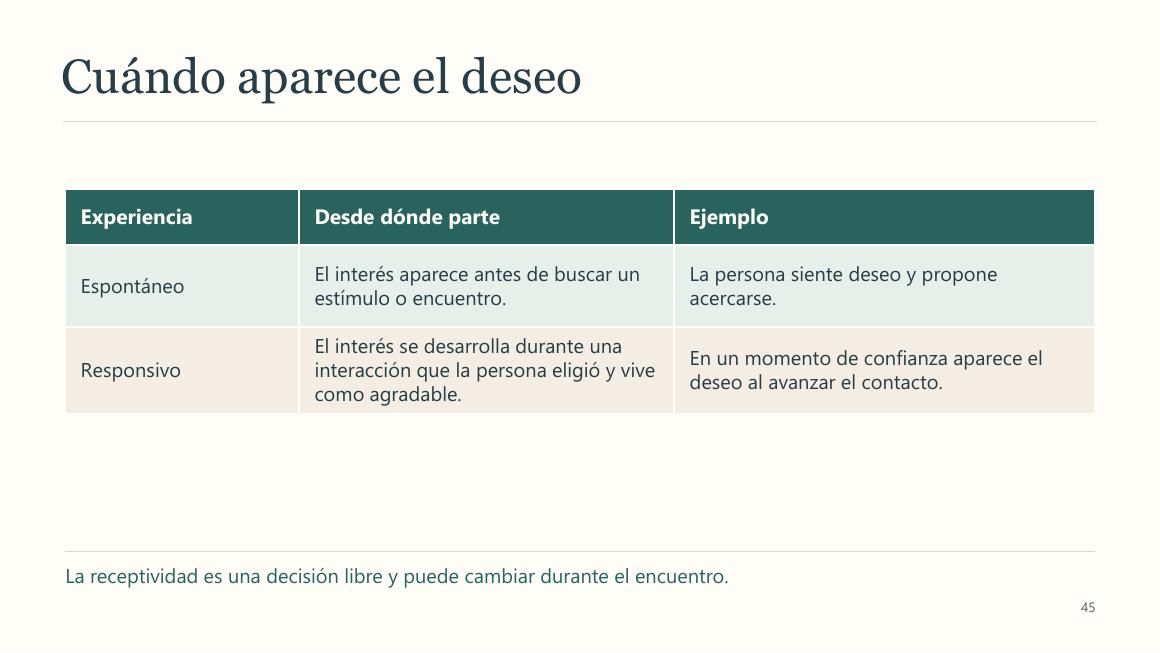 Cuándo aparece el deseo
Experiencia
Desde dónde parte
Ejemplo
Espontáneo
El interés aparece antes de buscar un
estímulo o encuentro.
La persona siente deseo y propone
acercarse.
Responsivo
El interés se desarrolla durante una
interacción que la persona eligió y vive
como agradable.
En un momento de confianza aparece el
deseo al avanzar el contacto.
La receptividad es una decisión libre y puede cambiar durante el encuentro.
45